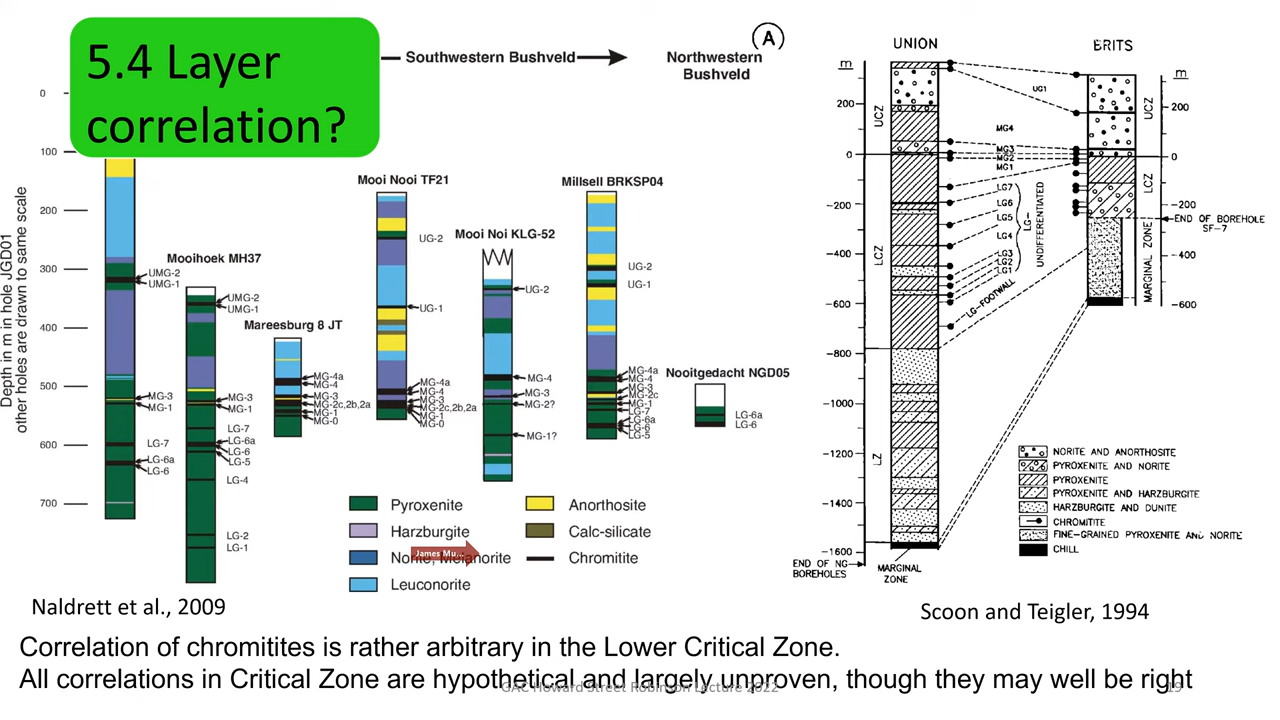 5.4 Layer
correlation?
Southwestern Bushveld
Northwestern
Bushveld
A
Depth in m in hole JGD01
other holes are drawn to same scale
0
100
200
300
400
500
600
700
UMG-2
UMG-1
MG-3
MG-1
LG-7
LG-6a
LG-6
Mooihoek MH37
UMG-2
UMG-1
MG-3
MG-1
LG-7
LG-6a
LG-6
LG-5
LG-4
LG-2
LG-1
Mareesburg 8 JT
MG-4a
MG-4
MG-3
MG-2c,2b,2a
MG-1
MG-0
Mooi Nooi TF21
UG-2
UG-1
MG-4a
MG-4
MG-3
MG-2c,2b,2a
MG-1
MG-0
Mooi Noi KLG-52
UG-2
MG-4
MG-3
MG-2?
MG-1?
Millsell BRKSP04
UG-2
UG-1
MG-4a
MG-4
MG-3
MG-2c
MG-1
LG-7
LG-6a
LG-6
LG-5
Nooitgedacht NGD05
LG-6a
LG-6
Pyroxenite
Harzburgite
Norite, Melanorite
Leuconorite
Anorthosite
Calc-silicate
Chromitite
James Mu...
UNION
BRITS
m
200
0
-200
-400
-600
-800
-1000
-1200
-1400
-1600
UCZ
LCZ
LZ
END OF NG
BOREHOLES
MARGINAL
ZONE
UG1
MG4
MG3
MG2
MG1
LG7
LG6
LG5
LG4
LG3
LG2
LG1
LG-
UNDIFFERENTIATED
LG-FOOTWALL
m
200
0
-200
-400
-600
UCZ
LCZ
MARGINAL ZONE
END OF BOREHOLE
SF-7
NORITE AND ANORTHOSITE
PYROXENITE AND NORITE
PYROXENITE
PYROXENITE AND HARZBURGITE
HARZBURGITE AND DUNITE
CHROMITITE
FINE-GRAINED PYROXENITE AND NORITE
CHILL
Naldrett et al., 2009
Scoon and Teigler, 1994
Correlation of chromitites is rather arbitrary in the Lower Critical Zone.
All correlations in Critical Zone are hypothetical and largely unproven, though they may well be right
GAC Howard Street Robinson Lecture 2022
19